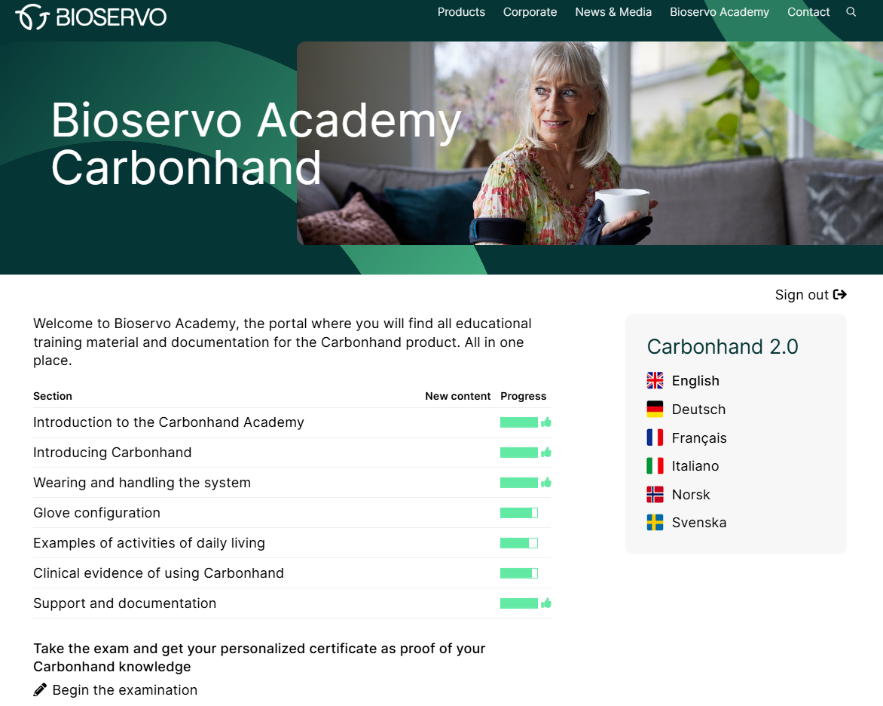 BIOSERVO
Products Corporate News & Media Bioservo Academy Contact
Bioservo Academy
Carbonhand
Sign out
Welcome to Bioservo Academy, the portal where you will find all educational
training material and documentation for the Carbonhand product. All in one
place.
Section New content Progress
Introduction to the Carbonhand Academy
Introducing Carbonhand
Wearing and handling the system
Glove configuration
Examples of activities of daily living
Clinical evidence of using Carbonhand
Support and documentation
Take the exam and get your personalized certificate as proof of your
Carbonhand knowledge
Begin the examination
Carbonhand 2.0
English
Deutsch
Français
Italiano
Norsk
Svenska